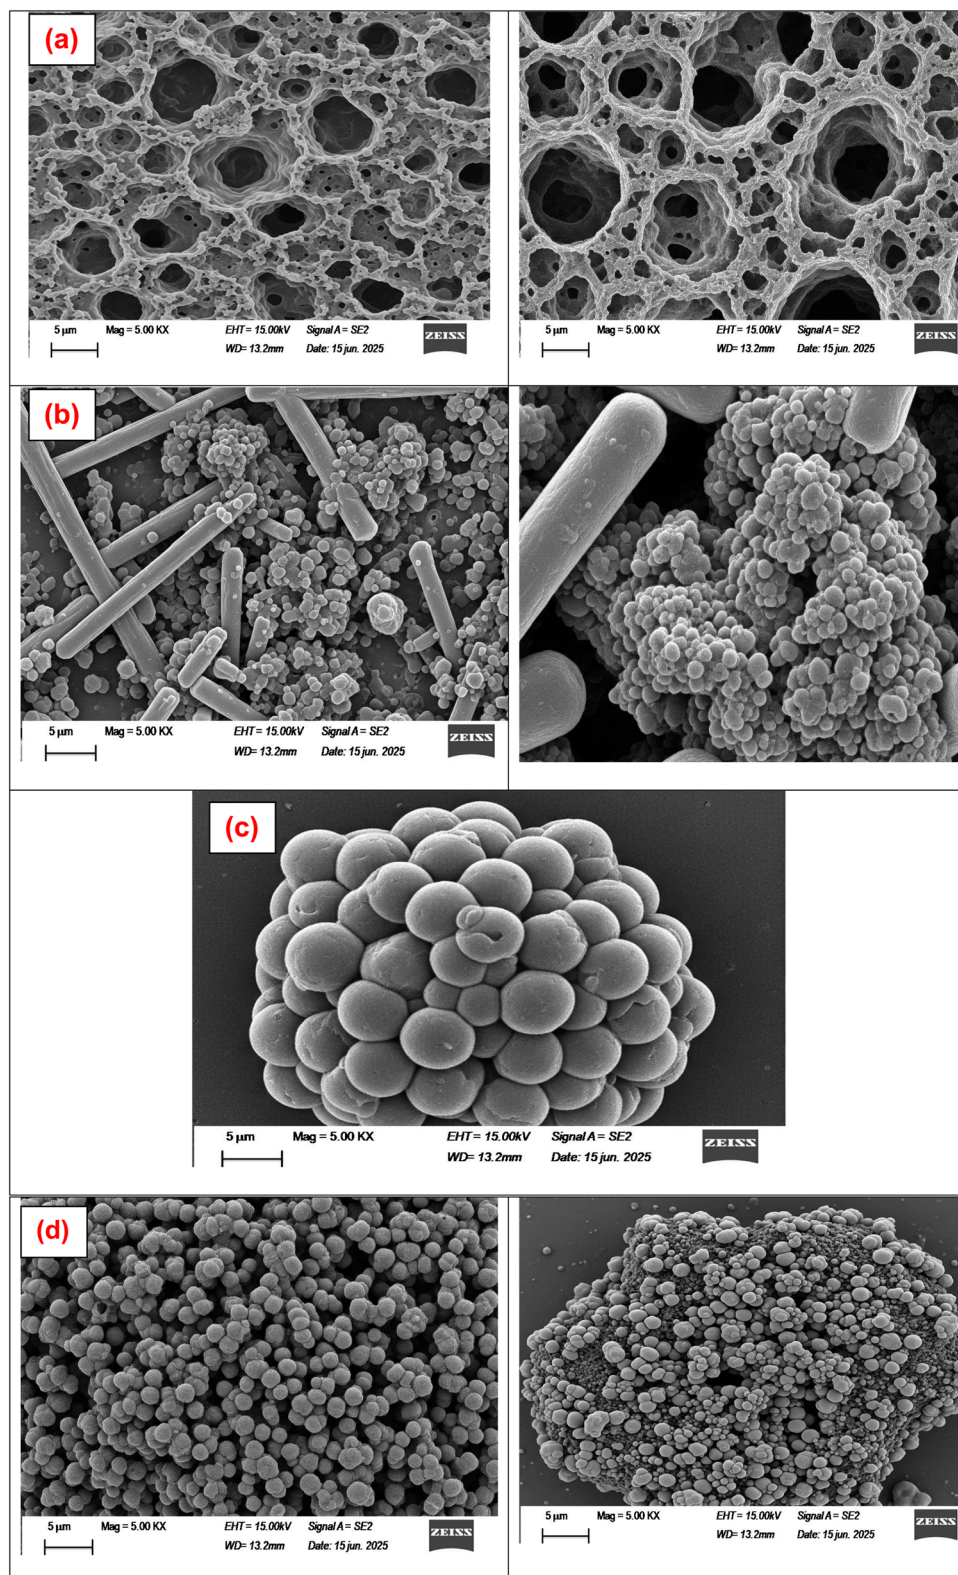 (a)
5 µm Mag = 5.00 KX EHT = 15.00kV Signal A = SE2 ZEISS
WD= 13.2mm Date: 15 jun. 2025
5 µm Mag = 5.00 KX EHT = 15.00kV Signal A = SE2 ZEISS
WD= 13.2mm Date: 15 jun. 2025
(b)
5 µm Mag = 5.00 KX EHT = 15.00kV Signal A = SE2 ZEISS
WD= 13.2mm Date: 15 jun. 2025
(c)
5 µm Mag = 5.00 KX EHT = 15.00kV Signal A = SE2 ZEISS
WD= 13.2mm Date: 15 jun. 2025
(d)
5 µm Mag = 5.00 KX EHT = 15.00kV Signal A = SE2 ZEISS
WD= 13.2mm Date: 15 jun. 2025
5 µm Mag = 5.00 KX EHT = 15.00kV Signal A = SE2 ZEISS
WD= 13.2mm Date: 15 jun. 2025